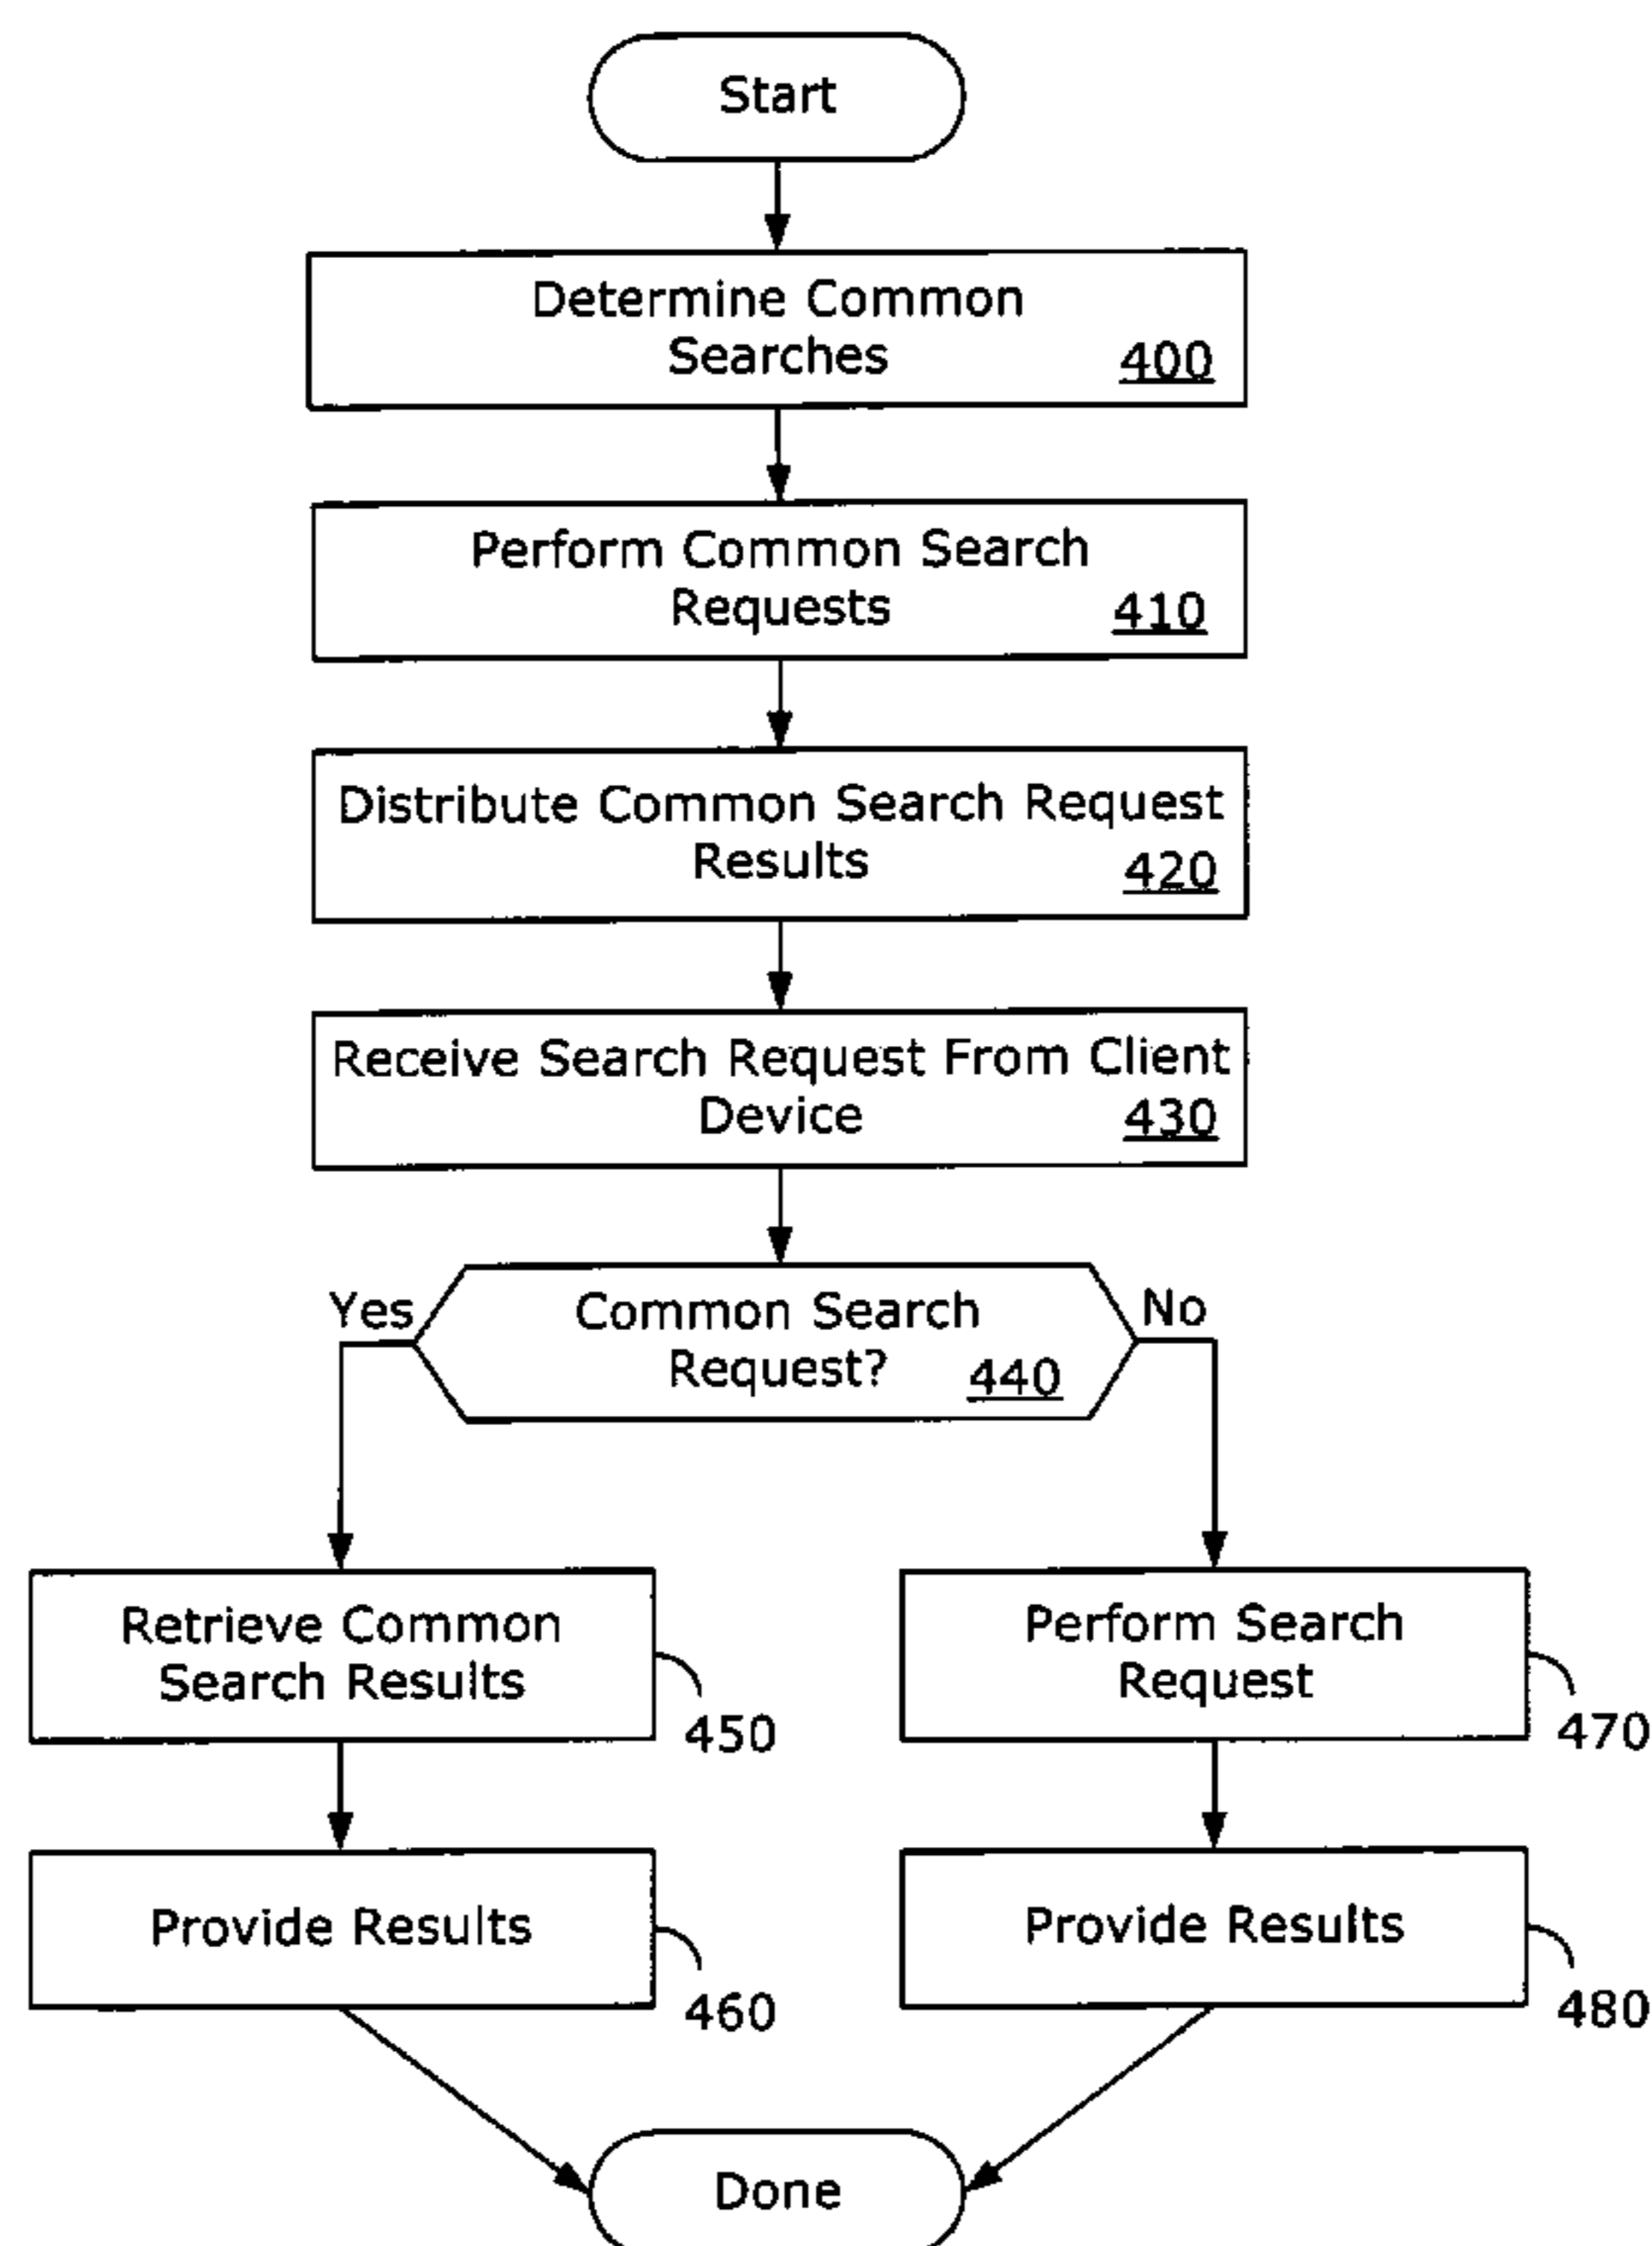 Start
Determine Common
Searches
400
Perform Common Search
Requests
410
Distribute Common Search Request
Results
420
Receive Search Request From Client
Device
430
Yes
Common Search
Request?
440
No
Retrieve Common
Search Results
450
Perform Search
Request
470
Provide Results
460
Provide Results
480
Done